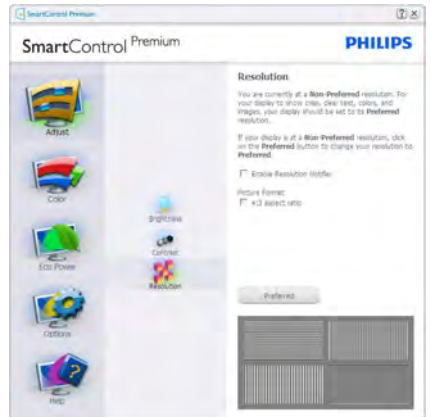 SmartControl Premium
SmartControl Premium
PHILIPS
Adjust
Color
Eco Power
Options
Help
Brightness
Contrast
Resolution
Resolution
You are currently at a Non-Preferred resolution. For
your display to show crisp, clear text, colors, and
images, your display should be set to its Preferred
resolution.
If your display is at a Non-Preferred resolution, click
on the Preferred button to change your resolution to
Preferred.
Enable Resolution Notifier
Picture Format:
4:3 aspect ratio
Preferred